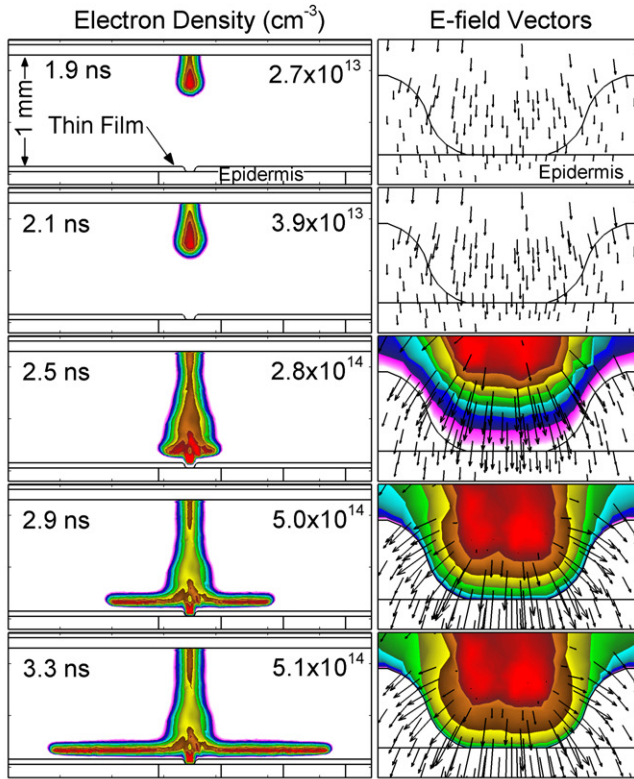 Electron Density (cm⁻³)
E-field Vectors
1.9 ns
2.7x10¹³
1 mm
Thin Film
Epidermis
Epidermis
2.1 ns
3.9x10¹³
2.5 ns
2.8x10¹⁴
2.9 ns
5.0x10¹⁴
3.3 ns
5.1x10¹⁴